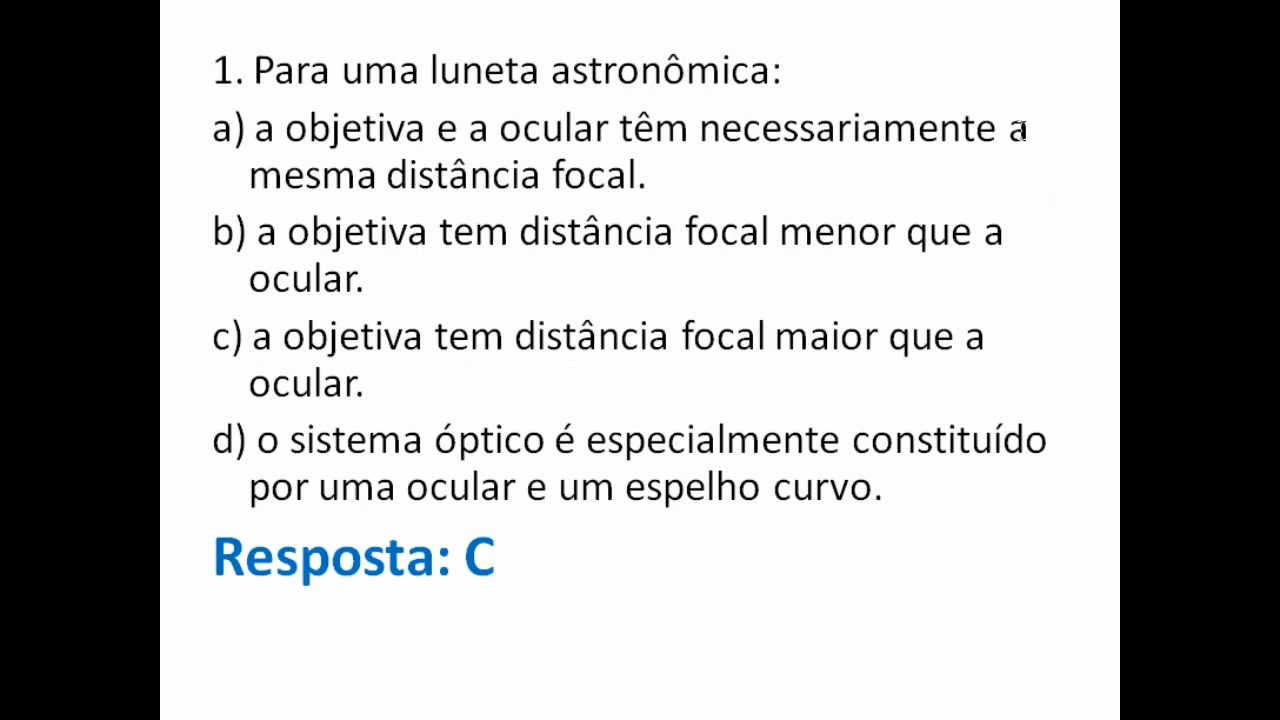 1. Para uma luneta astronômica:
a) a objetiva e a ocular têm necessariamente a
mesma distância focal.
b) a objetiva tem distância focal menor que a
ocular.
c) a objetiva tem distância focal maior que a
ocular.
d) o sistema óptico é especialmente constituído
por uma ocular e um espelho curvo.
Resposta: C